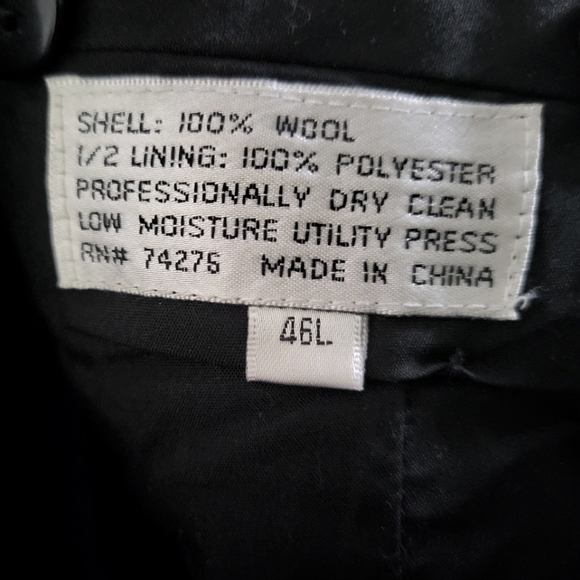 SHELL: 100% WOOL
1/2 LINING: 100% POLYESTER
PROFESSIONALLY DRY CLEAN
LOW MOISTURE UTILITY PRESS
RN# 74275 MADE IN CHINA
46L